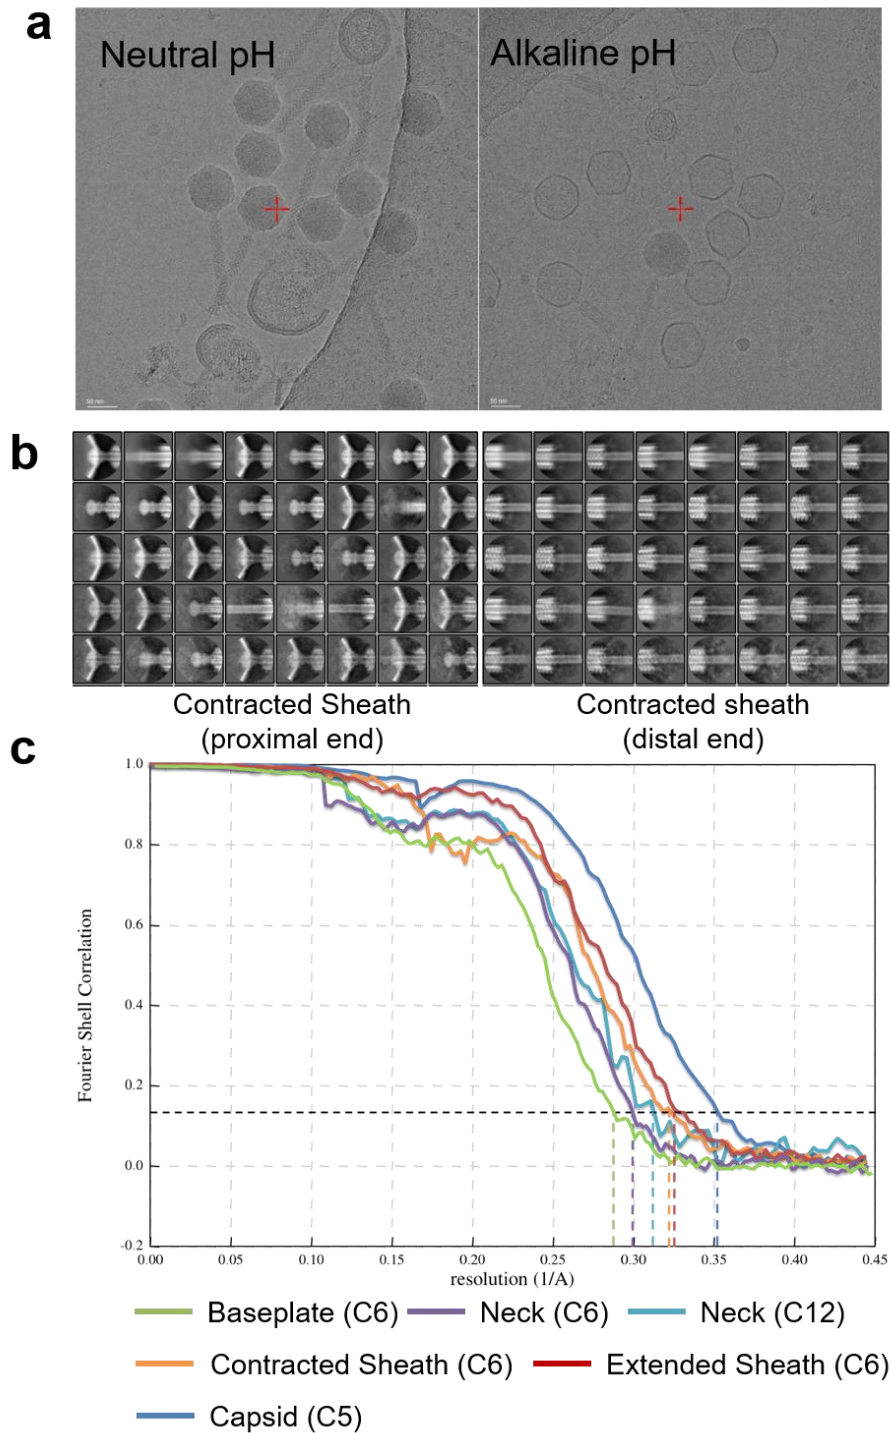 a
Neutral pH
Alkaline pH
50 nm
50 nm
b
Contracted Sheath
(proximal end)
Contracted sheath
(distal end)
c
1.0
0.8
0.6
0.4
0.2
0.0
-0.2
Fourier Shell Correlation
0.00 0.05 0.10 0.15 0.20 0.25 0.30 0.35 0.40 0.45
resolution (1/A)
Baseplate (C6) Neck (C6) Neck (C12)
Contracted Sheath (C6) Extended Sheath (C6)
Capsid (C5)